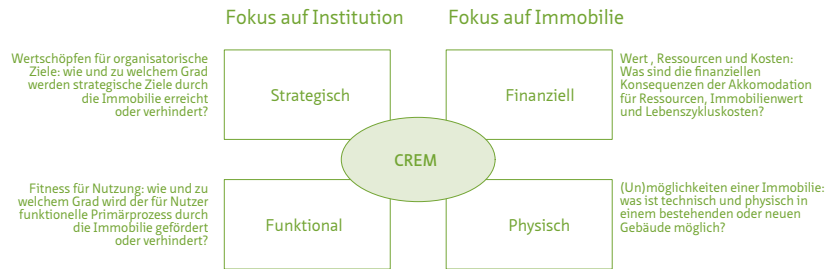 Fokus auf Institution
Fokus auf Immobilie
Wertschöpfen für organisatorische
Ziele: wie und zu welchem Grad
werden strategische Ziele durch
die Immobilie erreicht
oder verhindert?
Strategisch
Finanziell
Wert , Ressourcen und Kosten:
Was sind die finanziellen
Konsequenzen der Akkomodation
für Ressourcen, Immobilienwert
und Lebenszykluskosten?
CREM
Fitness für Nutzung: wie und zu
welchem Grad wird der für Nutzer
funktionelle Primärprozess durch
die Immobilie gefördert
oder verhindert?
Funktional
Physisch
(Un)möglichkeiten einer Immobilie:
was ist technisch und physisch in
einem bestehenden oder neuen
Gebäude möglich?